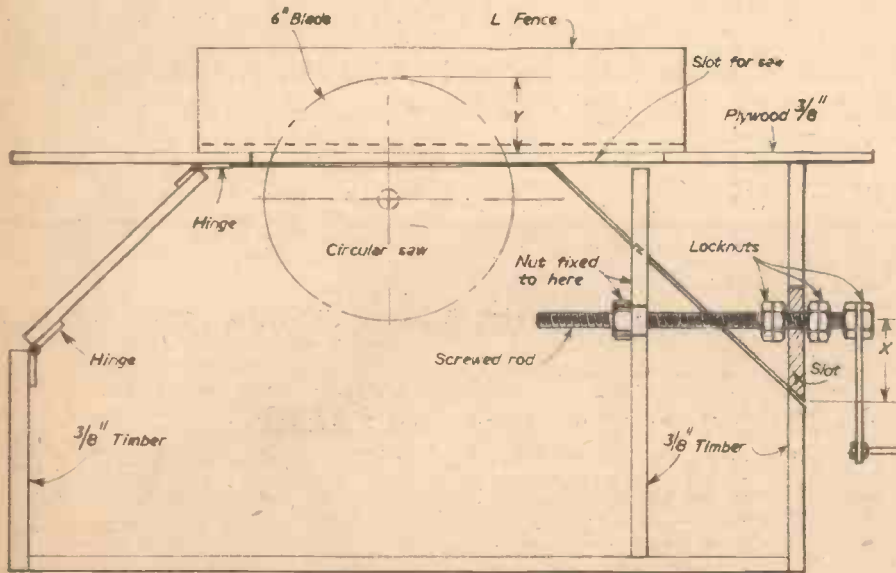 6" Blade
L Fence
Slot for saw
Plywood 3/8"
Y
Hinge
Circular saw
Nut fixed
to here
Locknuts
Hinge
Screwed rod
X
Slot
3/8" Timber
3/8" Timber